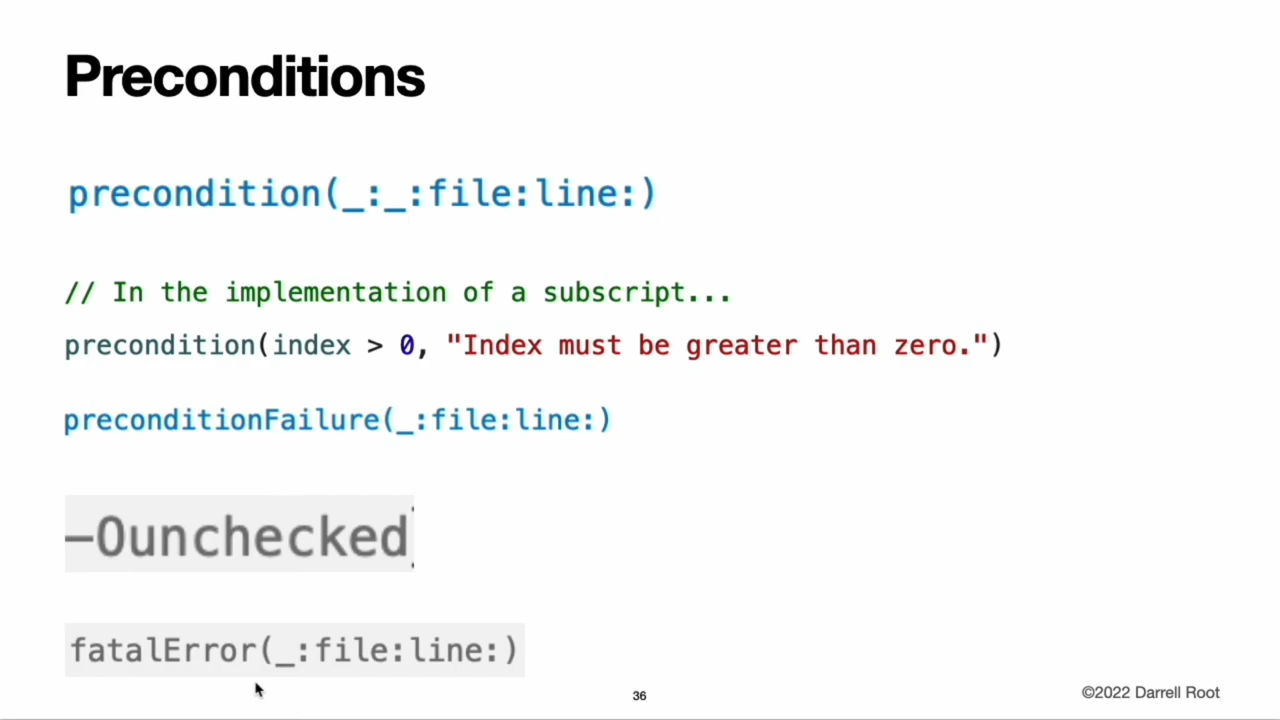 Preconditions
precondition(_:_:file:line:)
// In the implementation of a subscript...
precondition(index > 0, "Index must be greater than zero.")
preconditionFailure(_:file:line:)
-Ounchecked
fatalError(_:file:line:)
36
©2022 Darrell Root